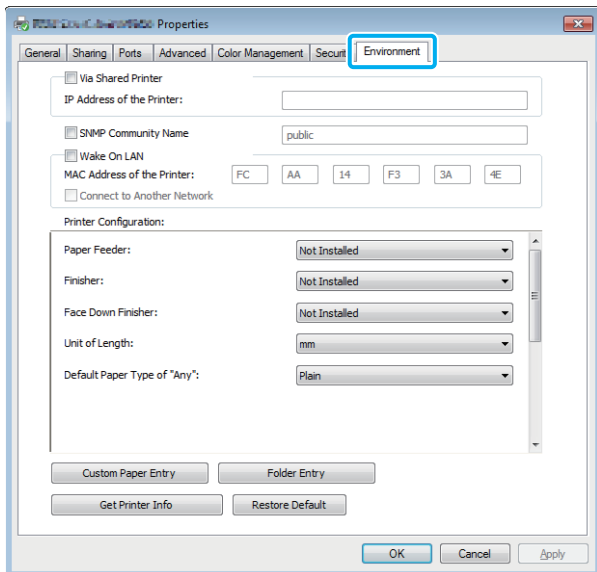 Properties
General Sharing Ports Advanced Color Management Securit Environment
Via Shared Printer
IP Address of the Printer:
SNMP Community Name public
Wake On LAN
MAC Address of the Printer: FC AA 14 F3 3A 4E
Connect to Another Network
Printer Configuration:
Paper Feeder: Not Installed
Finisher: Not Installed
Face Down Finisher: Not Installed
Unit of Length: mm
Default Paper Type of "Any": Plain
Custom Paper Entry Folder Entry
Get Printer Info Restore Default
OK Cancel Apply